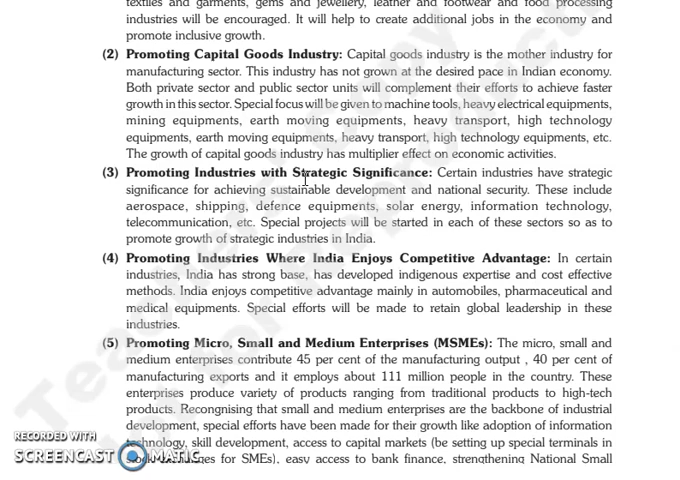 textiles and garments, gems and jewellery, leather and footwear and food processing
industries will be encouraged. It will help to create additional jobs in the economy and
promote inclusive growth.
(2) Promoting Capital Goods Industry: Capital goods industry is the mother industry for
manufacturing sector. This industry has not grown at the desired pace in Indian economy.
Both private sector and public sector units will complement their efforts to achieve faster
growth in this sector. Special focus will be given to machine tools, heavy electrical equipments,
mining equipments, earth moving equipments, heavy transport, high technology
equipments, earth moving equipments, heavy transport, high technology equipments, etc.
The growth of capital goods industry has multiplier effect on economic activities.
(3) Promoting Industries with Strategic Significance: Certain industries have strategic
significance for achieving sustainable development and national security. These include
aerospace, shipping, defence equipments, solar energy, information technology,
telecommunication, etc. Special projects will be started in each of these sectors so as to
promote growth of strategic industries in India.
(4) Promoting Industries Where India Enjoys Competitive Advantage: In certain
industries, India has strong base, has developed indigenous expertise and cost effective
methods. India enjoys competitive advantage mainly in automobiles, pharmaceutical and
medical equipments. Special efforts will be made to retain global leadership in these
industries.
(5) Promoting Micro, Small and Medium Enterprises (MSMEs): The micro, small and
medium enterprises contribute 45 per cent of the manufacturing output , 40 per cent of
manufacturing exports and it employs about 111 million people in the country. These
enterprises produce variety of products ranging from traditional products to high-tech
products. Recongnising that small and medium enterprises are the backbone of industrial
development, special efforts have been made for their growth like adoption of information
technology, skill development, access to capital markets (be setting up special terminals in
for SMEs), easy access to bank finance, strengthening National Small
RECORDED WITH
SCREENCAST MATIC